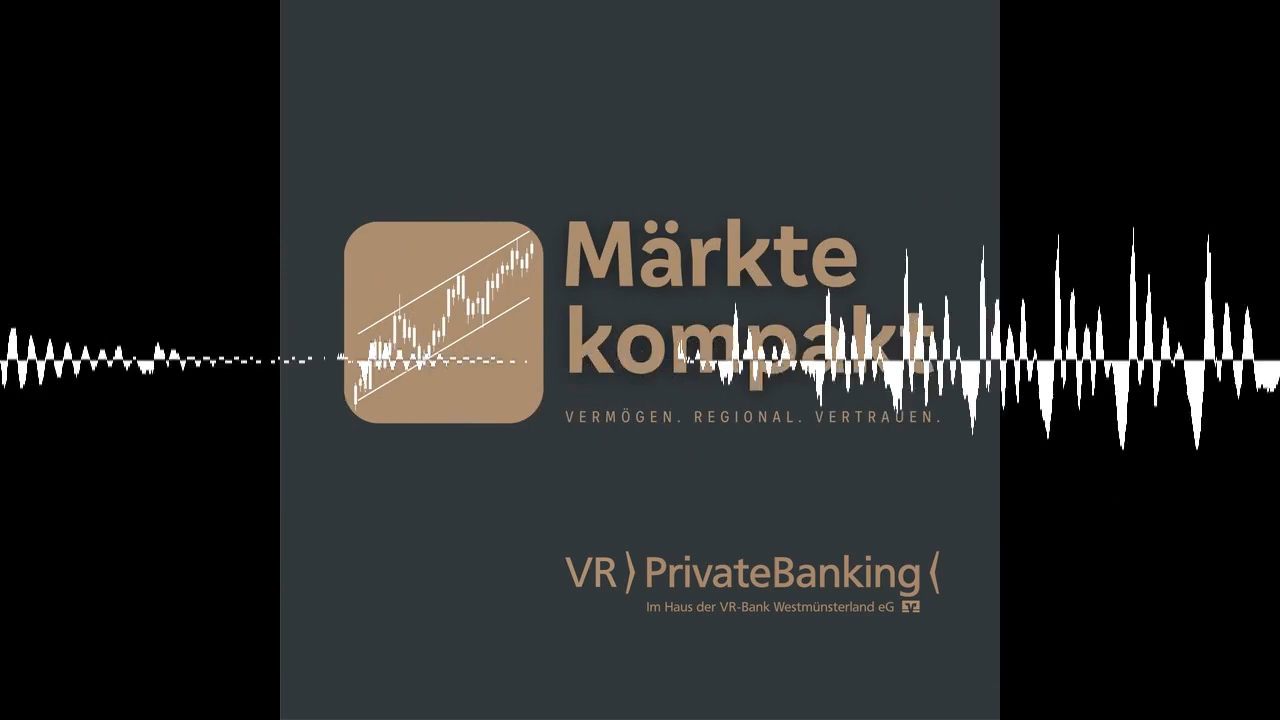 Märkte
kompakt
VERMÖGEN. REGIONAL. VERTRAUEN.
VR⟩PrivateBanking⟨
Im Haus der VR-Bank Westmünsterland eG